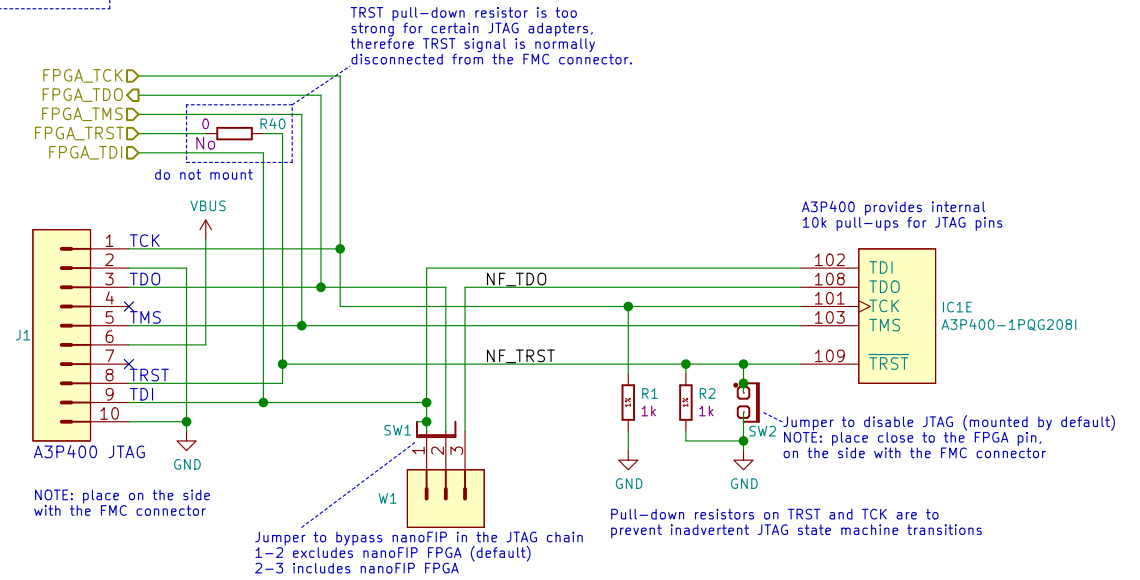 TRST pull-down resistor is too
strong for certain JTAG adapters,
therefore TRST signal is normally
disconnected from the FMC connector.
FPGA_TCK
FPGA_TDO
FPGA_TMS
FPGA_TRST
FPGA_TDI
0
R40
No
do not mount
VBUS
A3P400 provides internal
10k pull-ups for JTAG pins
J1
1 TCK
2
3 TDO
4
5 TMS
6
7
8 TRST
9 TDI
10
A3P400 JTAG
GND
NOTE: place on the side
with the FMC connector
NF_TDO
NF_TRST
102 TDI
108 TDO
101 TCK
103 TMS
109 TRST
IC1E
A3P400-1PQG208I
R1
1%
1k
R2
1%
1k
SW2
GND
GND
Jumper to disable JTAG (mounted by default)
NOTE: place close to the FPGA pin,
on the side with the FMC connector
SW1
1 2 3
W1
Jumper to bypass nanoFIP in the JTAG chain
1-2 excludes nanoFIP FPGA (default)
2-3 includes nanoFIP FPGA
Pull-down resistors on TRST and TCK are to
prevent inadvertent JTAG state machine transitions